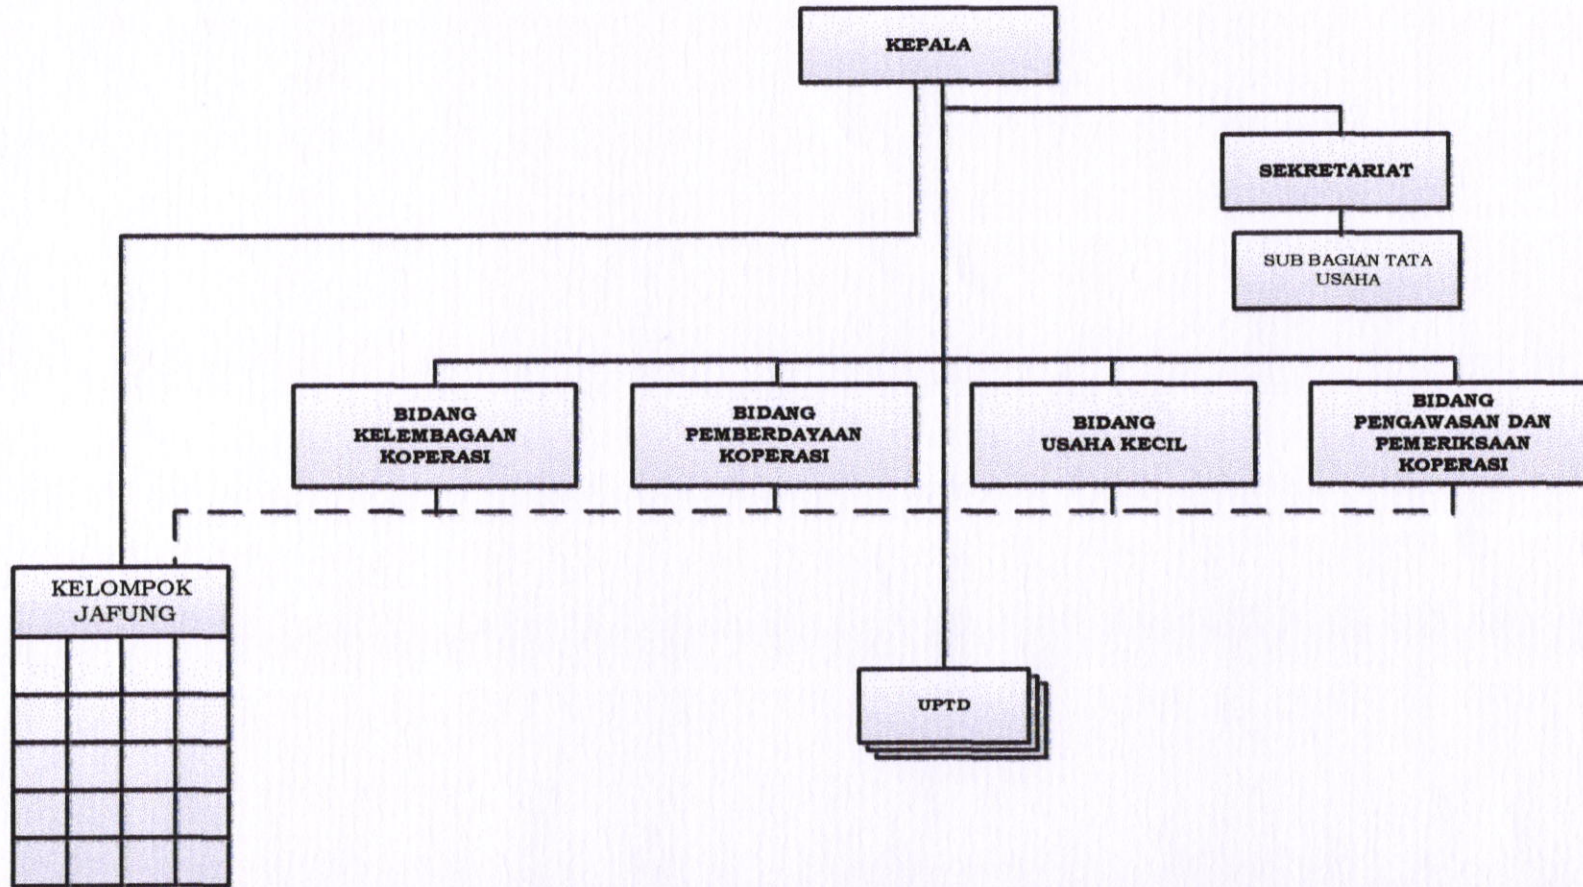 KEPALA
SEKRETARIAT
SUB BAGIAN TATA
USAHA
BIDANG
KELEMBAGAAN
KOPERASI
BIDANG
PEMBERDAYAAN
KOPERASI
BIDANG
USAHA KECIL
BIDANG
PENGAWASAN DAN
PEMERIKSAAN
KOPERASI
KELOMPOK
JAFUNG
UPTD